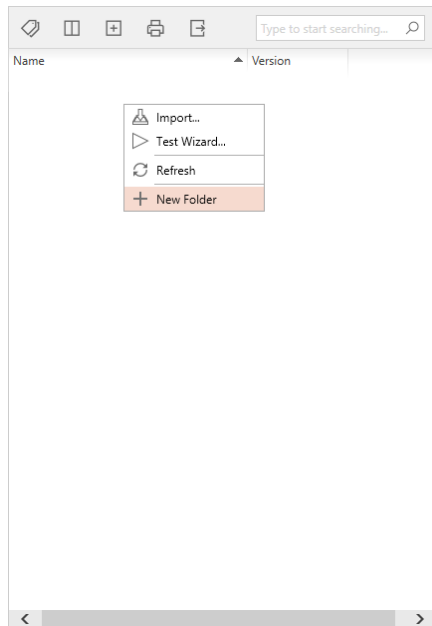 Type to start searching...
Name Version
Import...
Test Wizard...
Refresh
New Folder